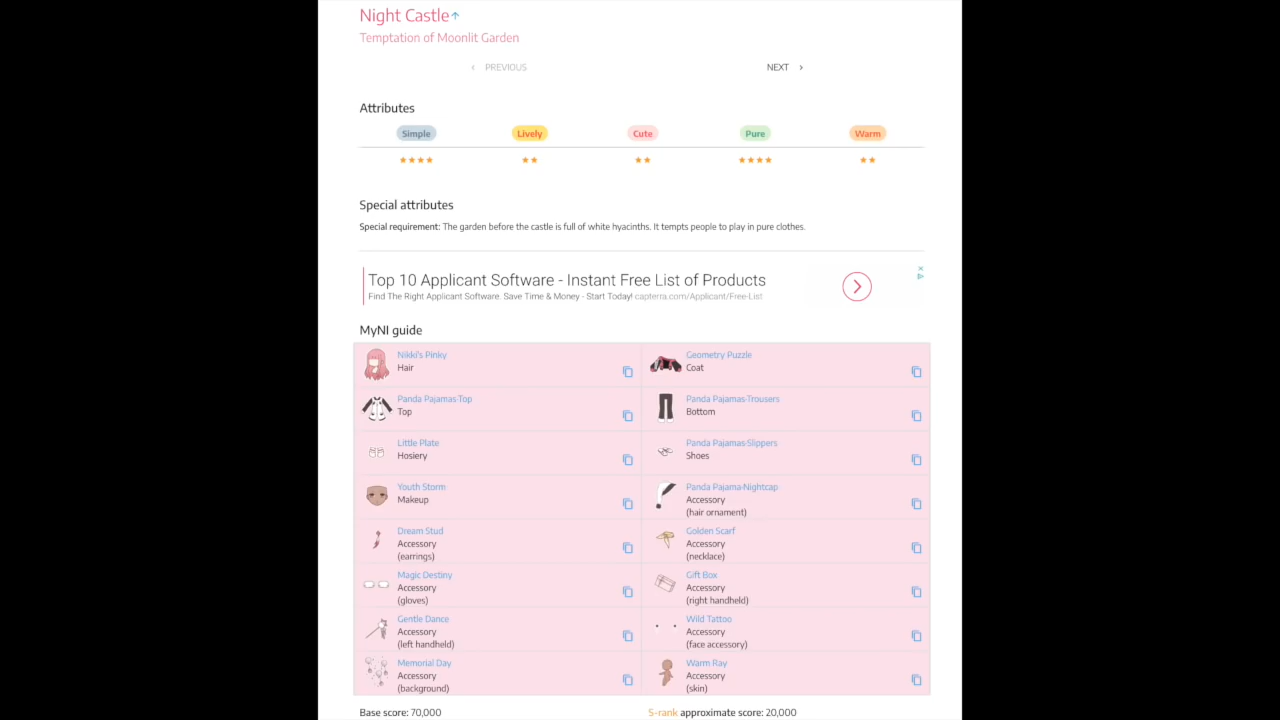 Night Castle↑
Temptation of Moonlit Garden
‹ PREVIOUS
NEXT ›
Attributes
Simple Lively Cute Pure Warm
★★★★ ★★ ★★ ★★★★ ★★
Special attributes
Special requirement: The garden before the castle is full of white hyacinths. It tempts people to play in pure clothes.
Top 10 Applicant Software - Instant Free List of Products
Find The Right Applicant Software. Save Time & Money - Start Today! capterra.com/Applicant/Free-List
MyNI guide
Nikki's Pinky
Hair
Geometry Puzzle
Coat
Panda Pajamas-Top
Top
Panda Pajamas-Trousers
Bottom
Little Plate
Hosiery
Panda Pajamas-Slippers
Shoes
Youth Storm
Makeup
Panda Pajama-Nightcap
Accessory
(hair ornament)
Dream Stud
Accessory
(earrings)
Golden Scarf
Accessory
(necklace)
Magic Destiny
Accessory
(gloves)
Gift Box
Accessory
(right handheld)
Gentle Dance
Accessory
(left handheld)
Wild Tattoo
Accessory
(face accessory)
Memorial Day
Accessory
(background)
Warm Ray
Accessory
(skin)
Base score: 70,000
S-rank approximate score: 20,000